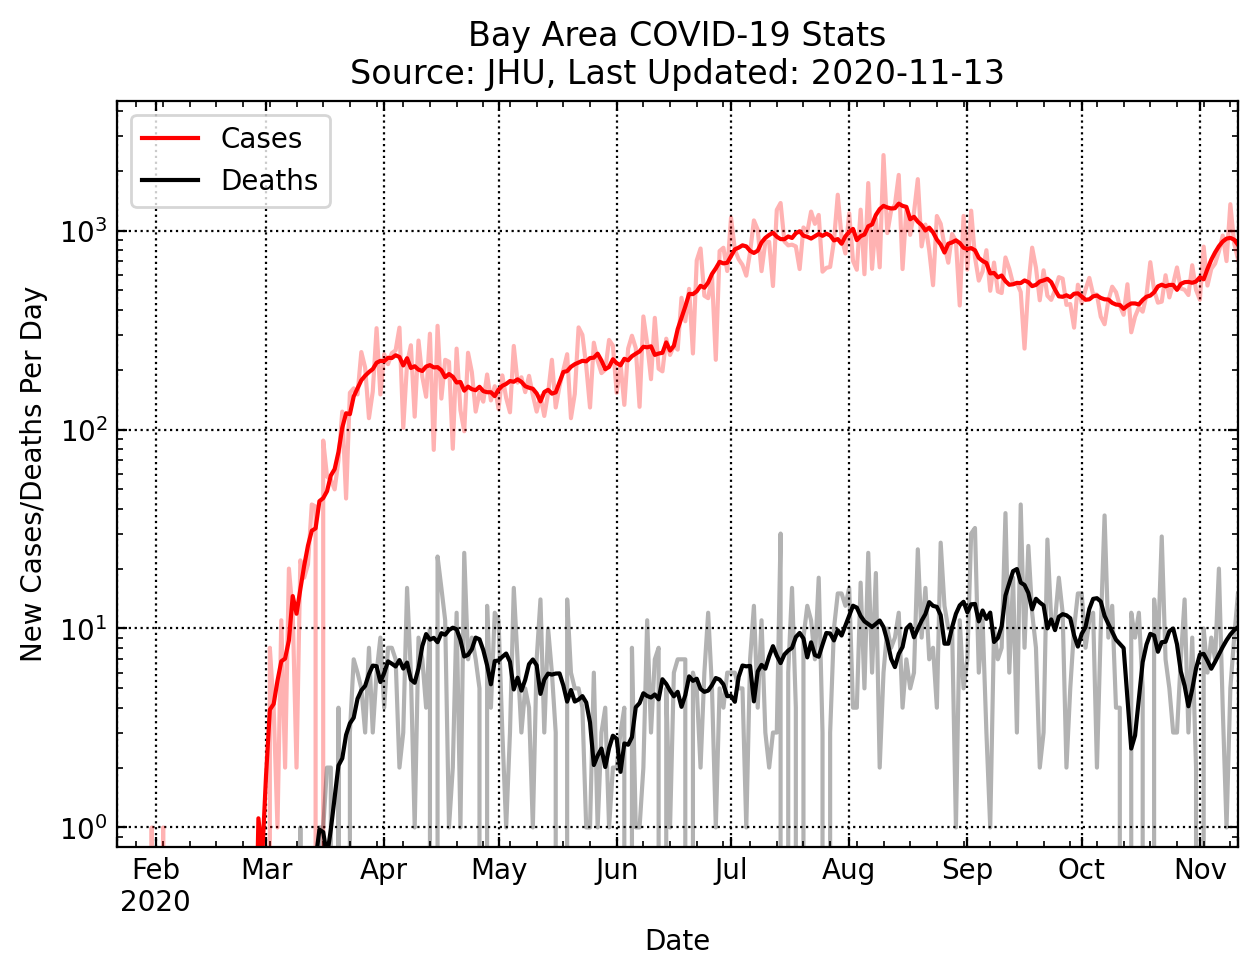 Bay Area COVID-19 Stats
Source: JHU, Last Updated: 2020-11-13
Cases
Deaths
New Cases/Deaths Per Day
10³
10²
10¹
10⁰
Feb Mar Apr May Jun Jul Aug Sep Oct Nov
2020
Date